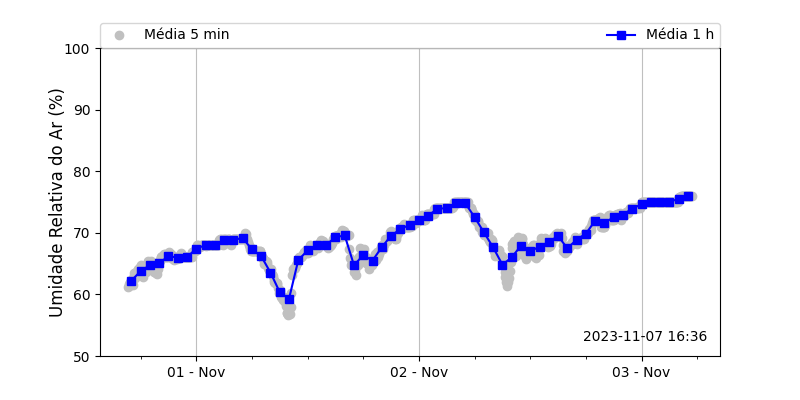 Média 5 min
Média 1 h
100
90
80
70
60
50
Umidade Relativa do Ar (%)
2023-11-07 16:36
01 - Nov
02 - Nov
03 - Nov